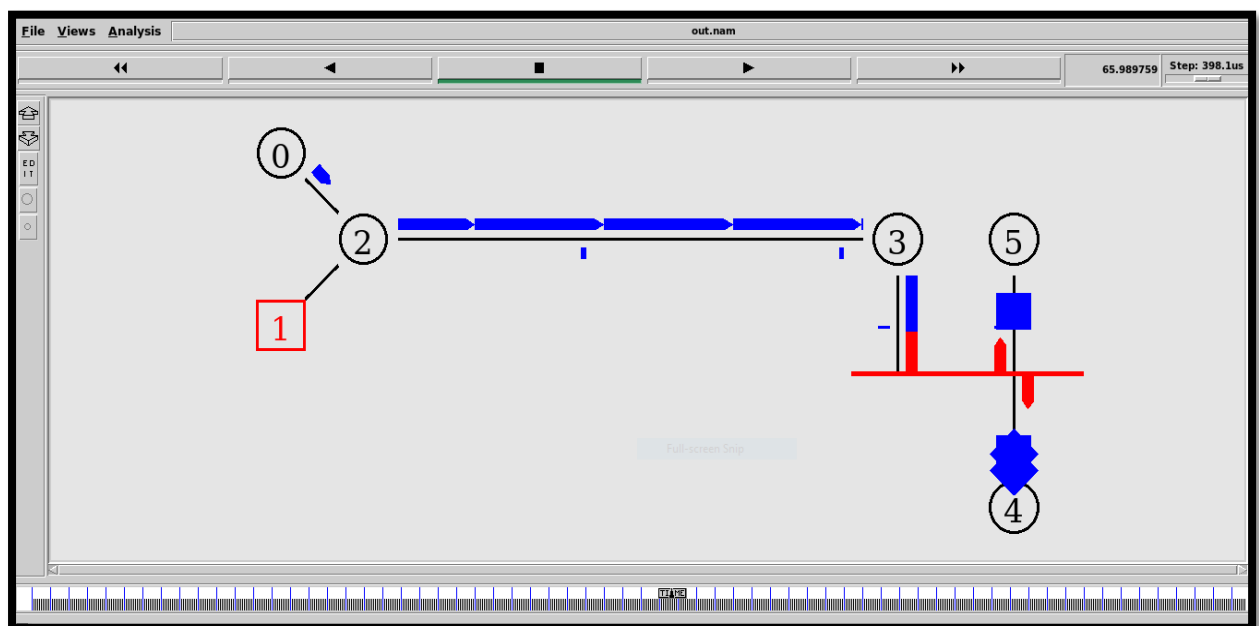 File Views Analysis out.nam
65.989759 Step: 398.1us
ED
IT
0
2 3 5
1
Full-screen Snip
4
TIME